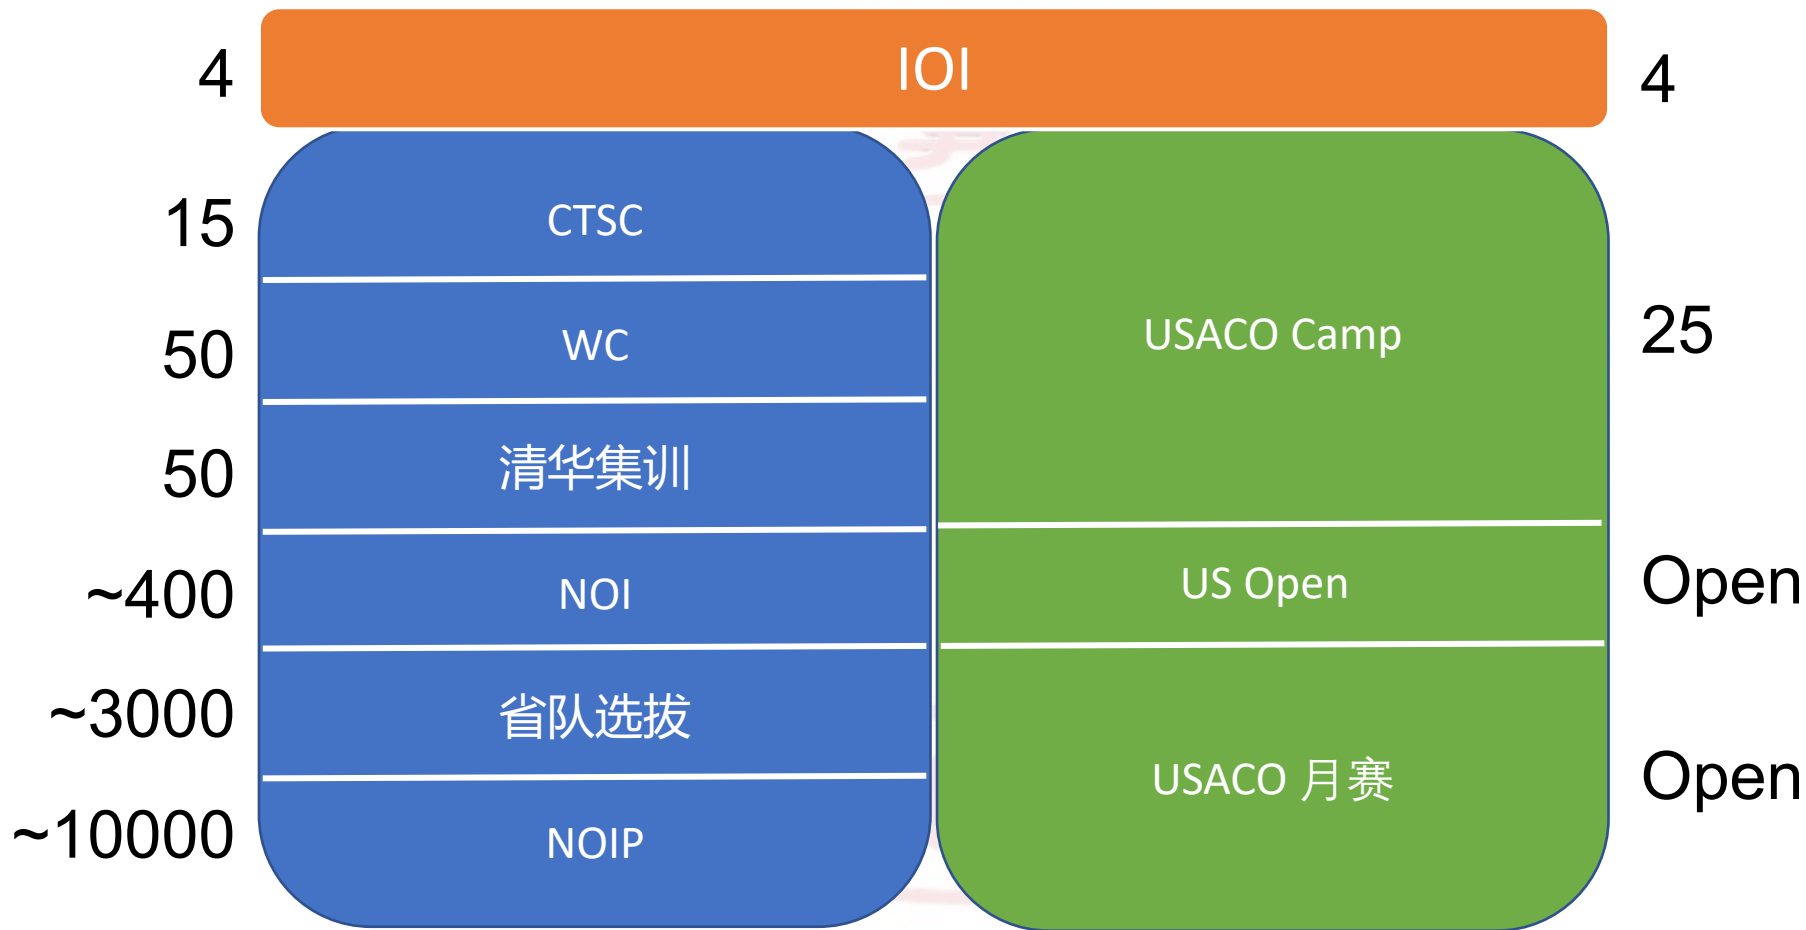 4
IOI
4
15
CTSC
50
WC
USACO Camp
25
50
清华集训
~400
NOI
US Open
Open
~3000
省队选拔
USACO 月赛
Open
~10000
NOIP